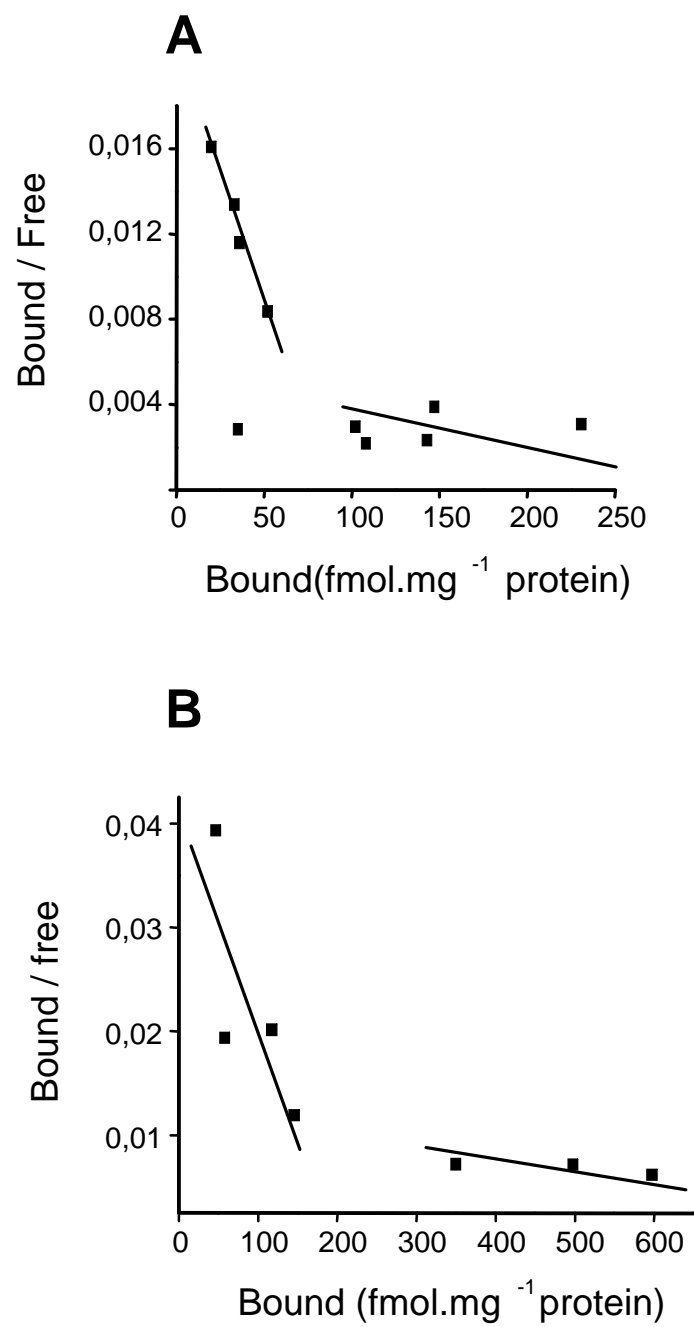 A
0,016
0,012
0,008
0,004
Bound / Free
0 50 100 150 200 250
Bound(fmol.mg -1 protein)
B
0,04
0,03
0,02
0,01
Bound / free
0 100 200 300 400 500 600
Bound (fmol.mg -1 protein)